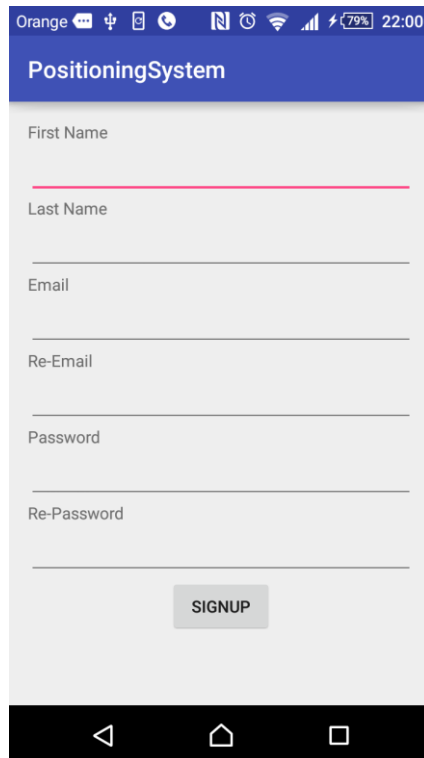 Orange 79% 22:00
PositioningSystem
First Name
Last Name
Email
Re-Email
Password
Re-Password
SIGNUP